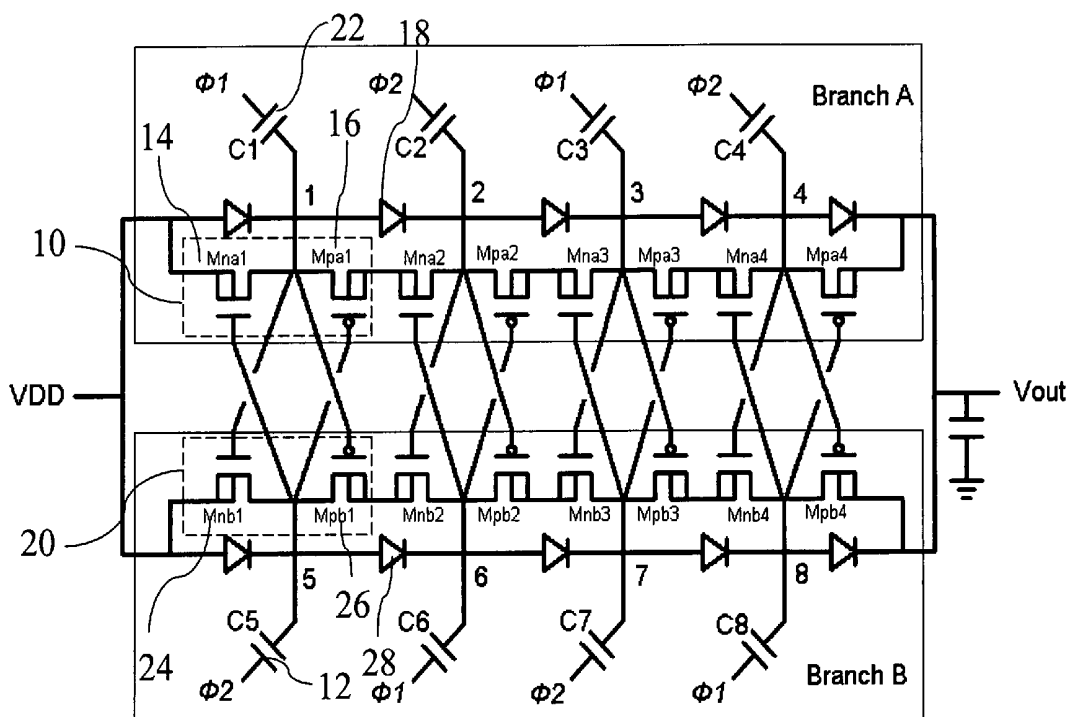 22
18
Φ1
Φ2
Φ1
Φ2
Branch A
C1
C2
C3
C4
14
16
1
2
3
4
10
Mna1
Mpa1
Mna2
Mpa2
Mna3
Mpa3
Mna4
Mpa4
VDD
Vout
20
Mnb1
Mpb1
Mnb2
Mpb2
Mnb3
Mpb3
Mnb4
Mpb4
5
6
7
8
24
26
28
C5
C6
C7
C8
12
Φ2
Φ1
Φ2
Φ1
Branch B